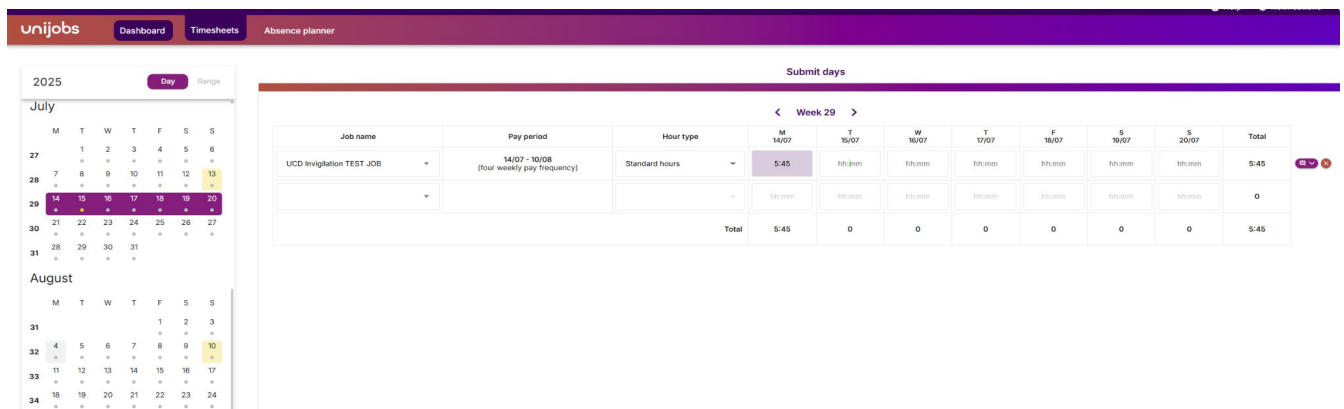 unijobs Dashboard Timesheets Absence planner
2025 Day Range
July
M T W T F S S
27 1 2 3 4 5 6
28 7 8 9 10 11 12 13
29 14 15 16 17 18 19 20
30 21 22 23 24 25 26 27
31 28 29 30 31
August
M T W T F S S
31 1 2 3
32 4 5 6 7 8 9 10
33 11 12 13 14 15 16 17
34 18 19 20 21 22 23 24
Submit days
Week 29
Job name Pay period Hour type M 14/07 T 15/07 W 16/07 T 17/07 F 18/07 S 19/07 S 20/07 Total
UCD Invigilation TEST JOB 14/07 - 10/08 (four weekly pay frequency) Standard hours 5:45 hh:mm hh:mm hh:mm hh:mm hh:mm hh:mm 5:45
hh:mm hh:mm hh:mm hh:mm hh:mm hh:mm hh:mm 0
Total 5:45 0 0 0 0 0 0 5:45